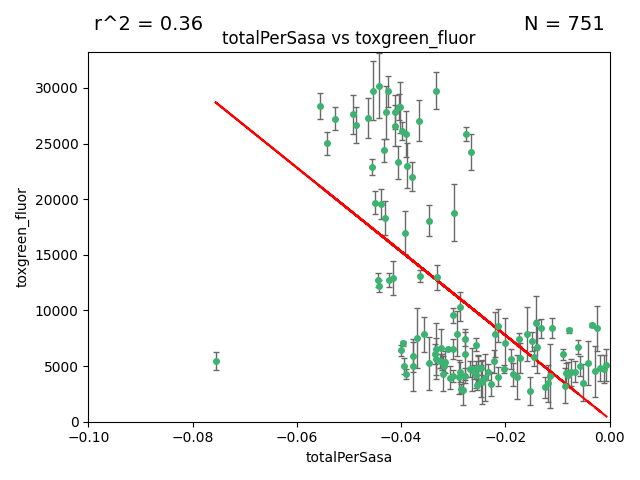 r^2 = 0.36
N = 751
totalPerSasa vs toxgreen_fluor
30000
25000
20000
15000
10000
5000
0
toxgreen_fluor
−0.10
−0.08
−0.06
−0.04
−0.02
0.00
totalPerSasa